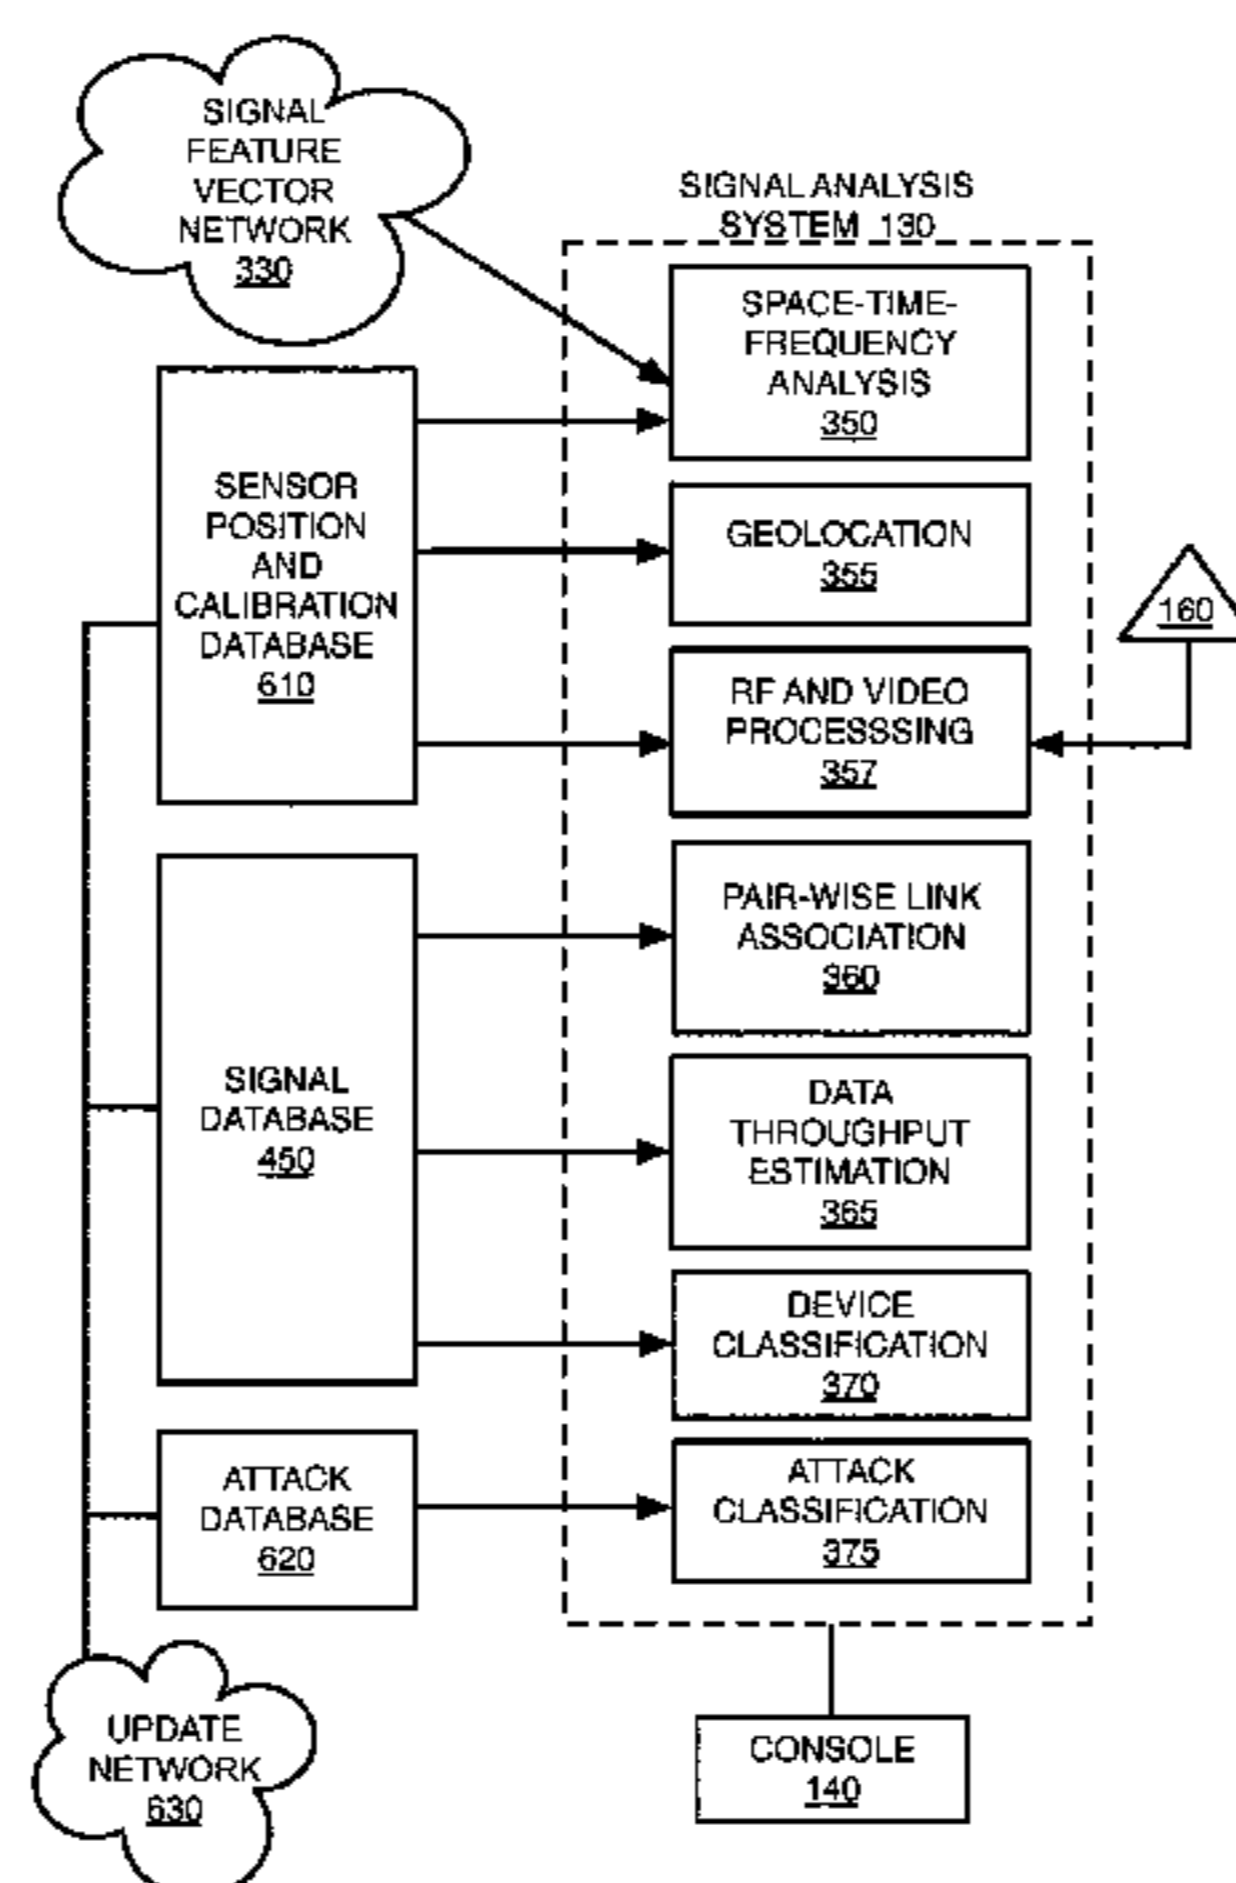 SIGNAL
FEATURE
VECTOR
NETWORK
330
SIGNAL ANALYSIS
SYSTEM 130
SPACE-TIME-
FREQUENCY
ANALYSIS
350
SENSOR
POSITION
AND
CALIBRATION
DATABASE
610
GEOLOCATION
355
160
RF AND VIDEO
PROCESSSING
357
PAIR-WISE LINK
ASSOCIATION
360
SIGNAL
DATABASE
450
DATA
THROUGHPUT
ESTIMATION
365
DEVICE
CLASSIFICATION
370
ATTACK
DATABASE
620
ATTACK
CLASSIFICATION
375
UPDATE
NETWORK
630
CONSOLE
140